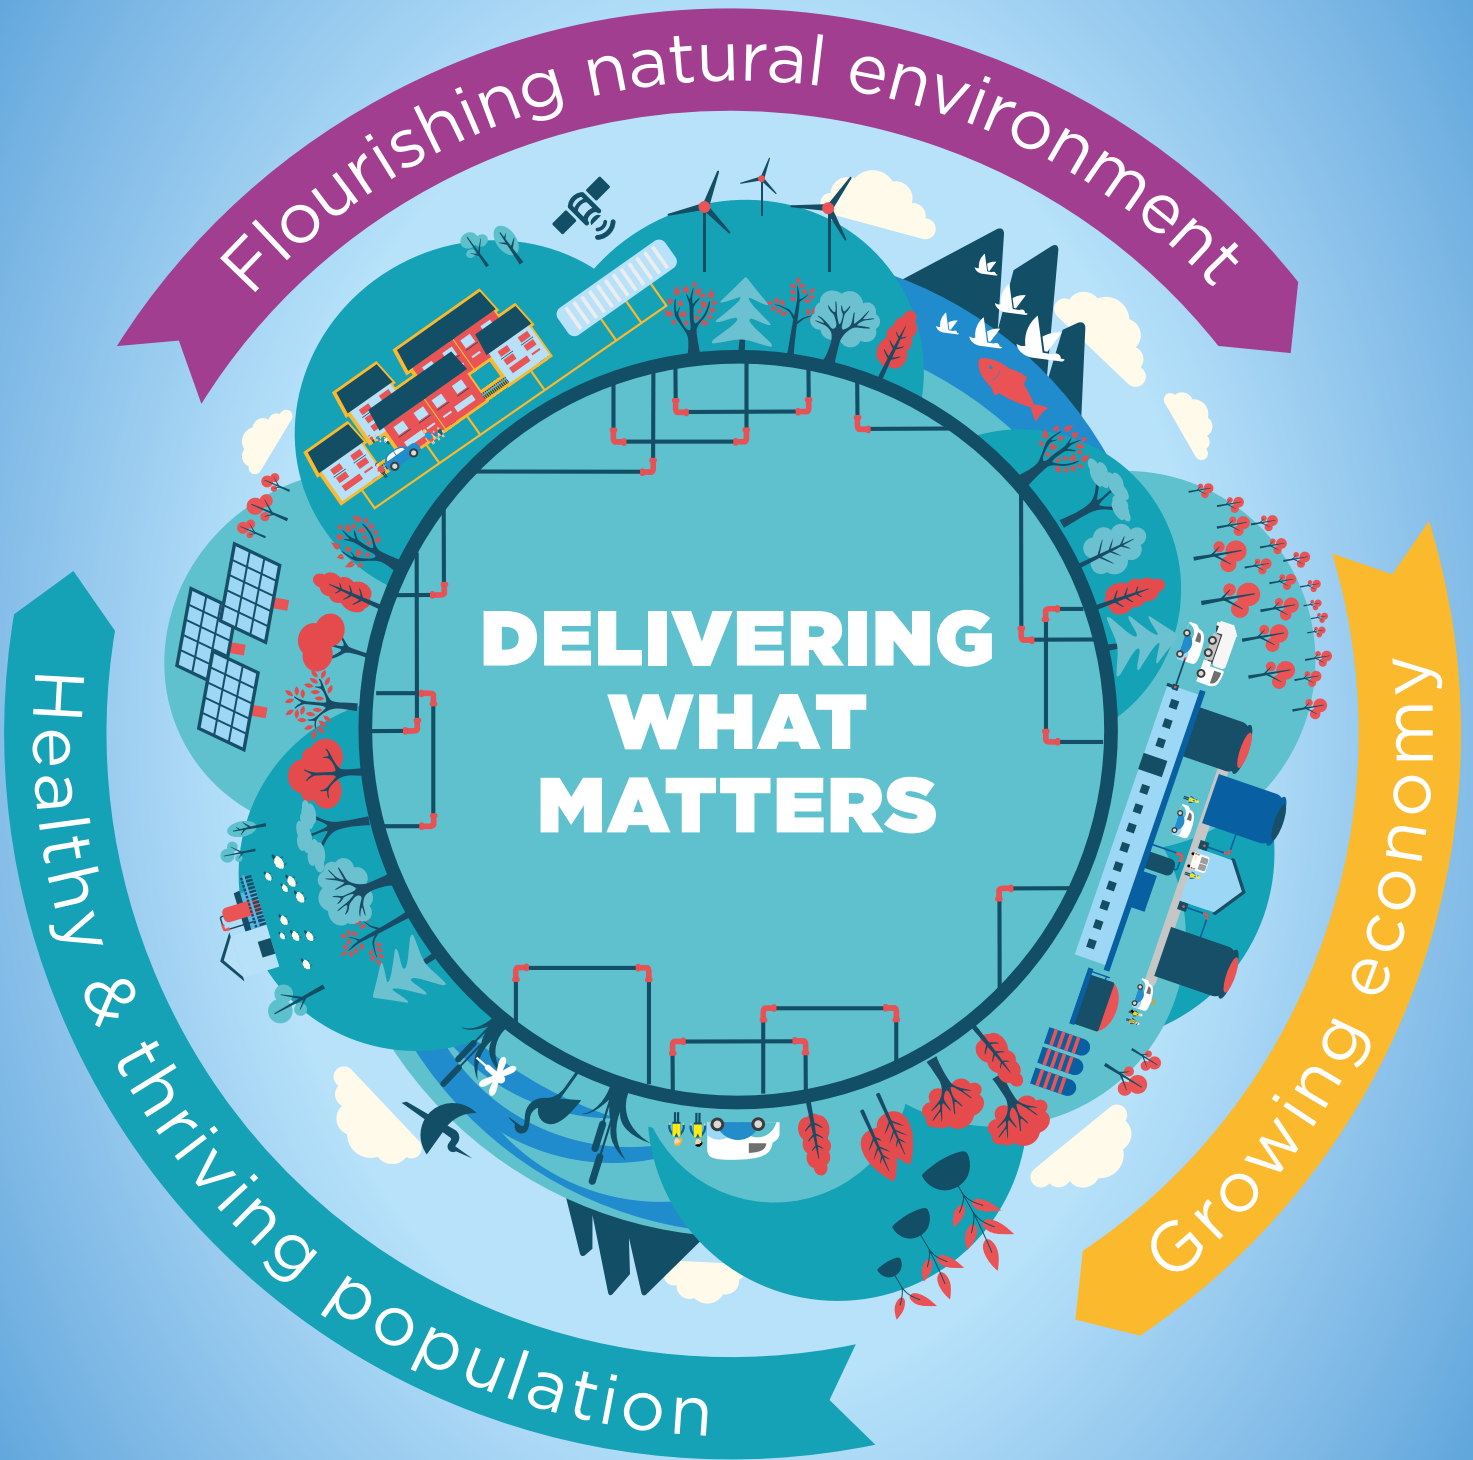 Flourishing natural environment
DELIVERING
WHAT
MATTERS
Growing economy
Healthy & thriving population